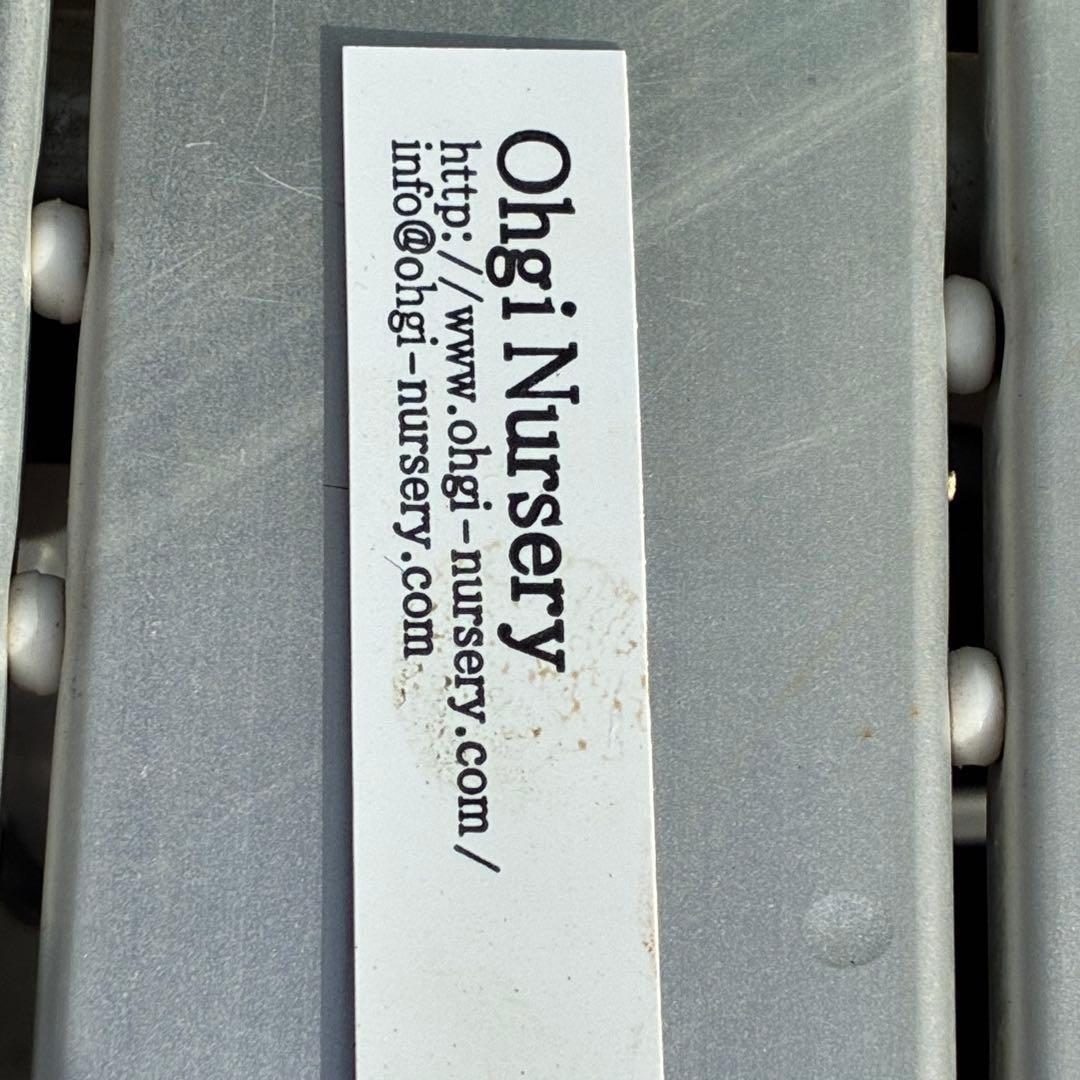 Ohgi Nursery
http://www.ohgi-nursery.com/
info@ohgi-nursery.com